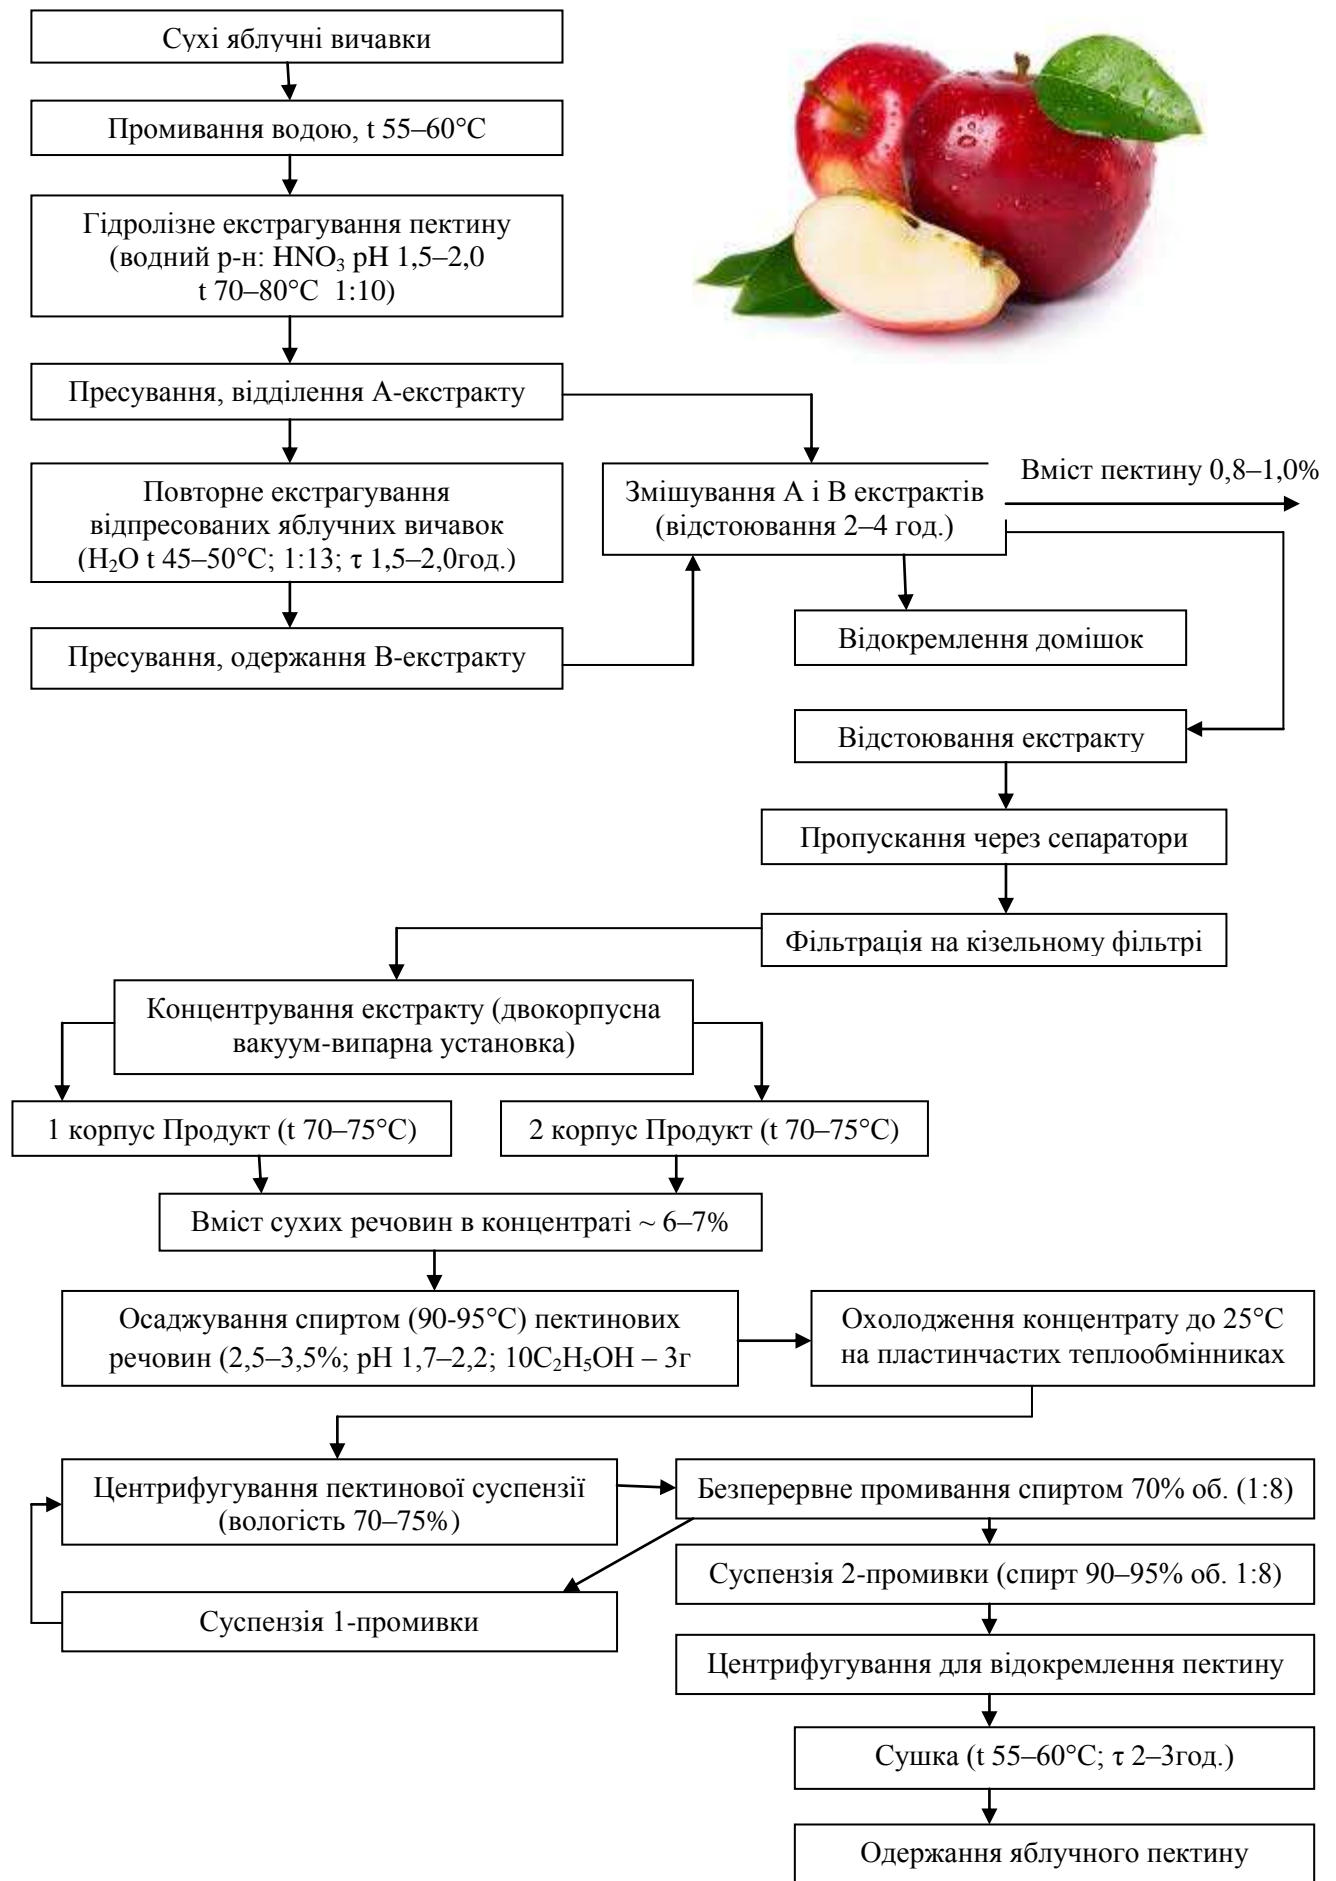 Сухі яблучні вичавки
Промивання водою, t 55–60°С
Гідролізне екстрагування пектину
(водний р-н: HNO₃ pH 1,5–2,0
t 70–80°С 1:10)
Пресування, відділення А-екстракту
Повторне екстрагування
відпресованих яблучних вичавок
(H₂O t 45–50°С; 1:13; τ 1,5–2,0год.)
Пресування, одержання В-екстракту
Змішування А і В екстрактів
(відстоювання 2–4 год.)
Вміст пектину 0,8–1,0%
Відокремлення домішок
Відстоювання екстракту
Пропускання через сепаратори
Фільтрація на кізельному фільтрі
Концентрування екстракту (двокорпусна
вакуум-випарна установка)
1 корпус Продукт (t 70–75°С)
2 корпус Продукт (t 70–75°С)
Вміст сухих речовин в концентраті ~ 6–7%
Осаджування спиртом (90-95°С) пектинових
речовин (2,5–3,5%; pH 1,7–2,2; 10C₂H₅OH – 3г
Охолодження концентрату до 25°С
на пластинчастих теплообмінниках
Центрифугування пектинової суспензії
(вологість 70–75%)
Безперервне промивання спиртом 70% об. (1:8)
Суспензія 2-промивки (спирт 90–95% об. 1:8)
Суспензія 1-промивки
Центрифугування для відокремлення пектину
Сушка (t 55–60°С; τ 2–3год.)
Одержання яблучного пектину